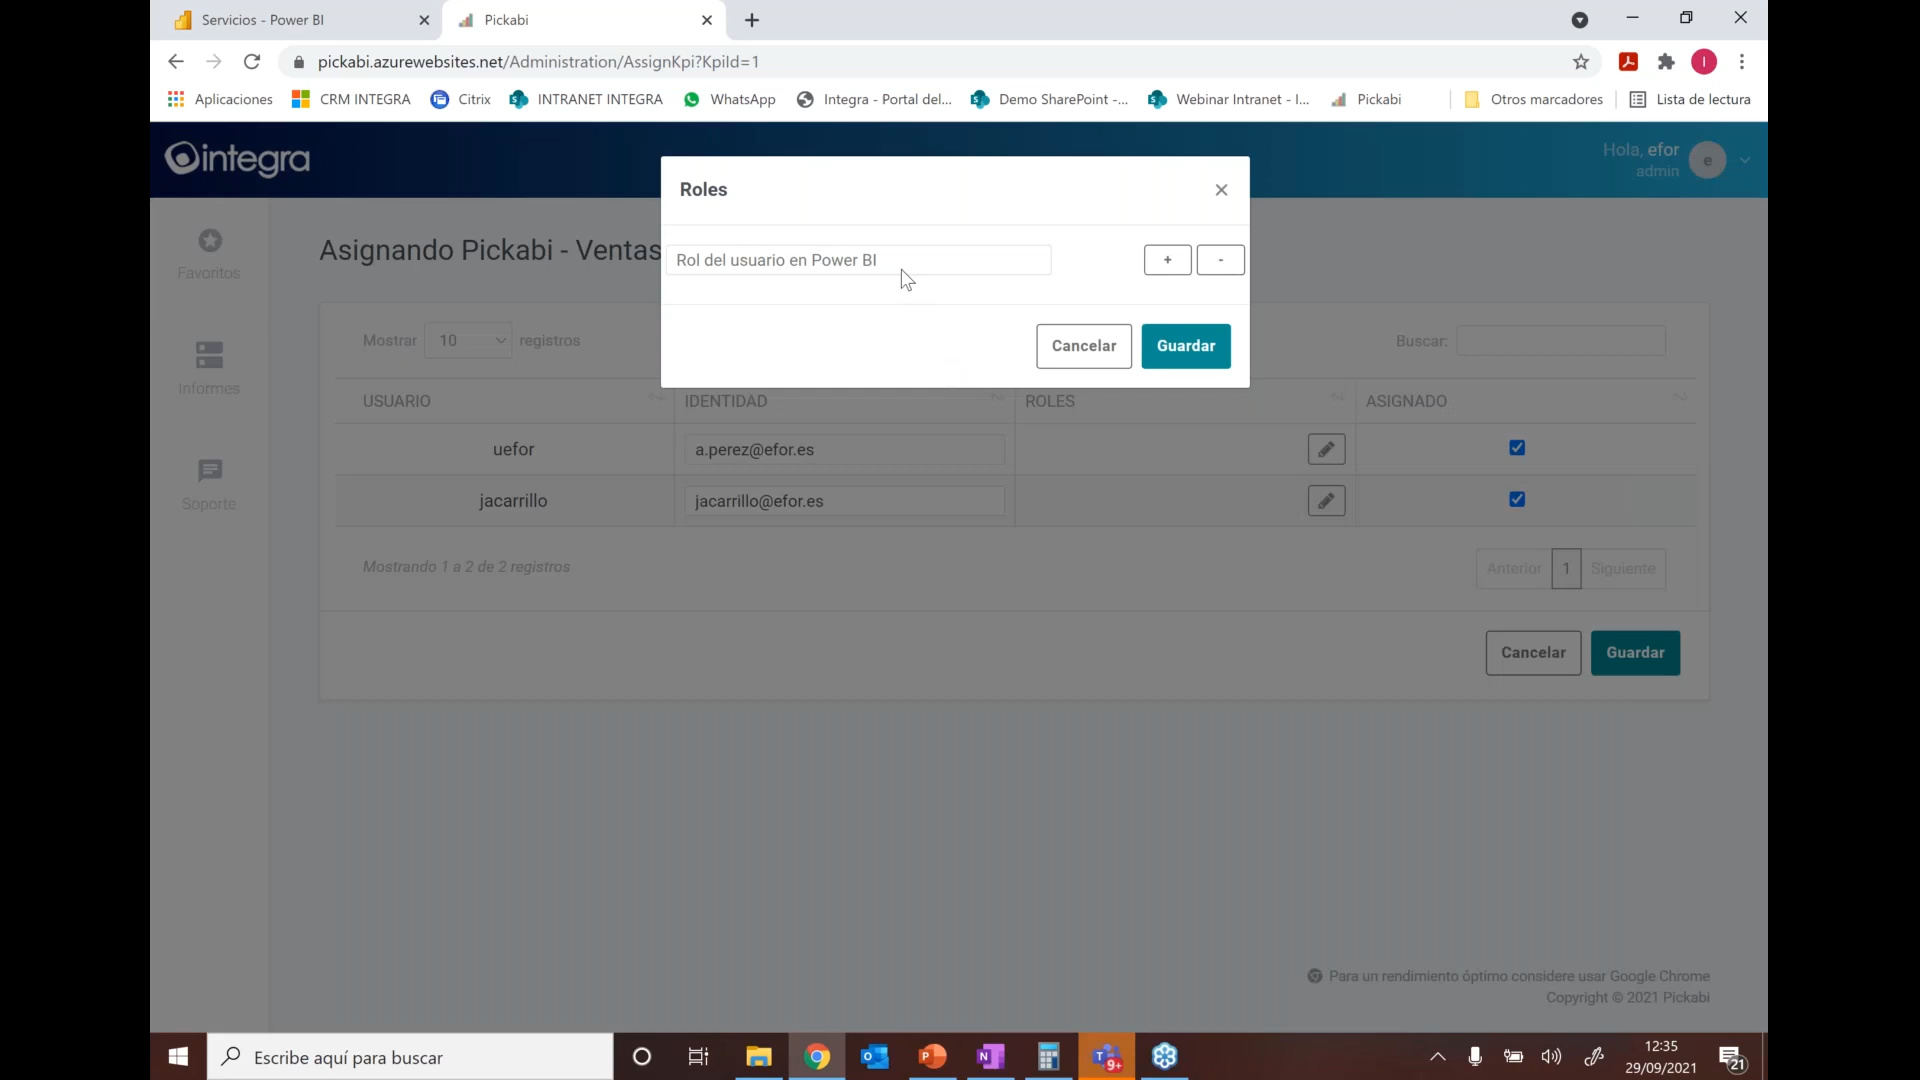 Servicios - Power BI
Pickabi
pickabi.azurewebsites.net/Administration/AssignKpi?KpiId=1
Aplicaciones
CRM INTEGRA
Citrix
INTRANET INTEGRA
WhatsApp
Integra - Portal del...
Demo SharePoint -...
Webinar Intranet - I...
Pickabi
Otros marcadores
Lista de lectura
integra
Hola, efor
admin
e
Roles
Rol del usuario en Power BI
+
-
Cancelar
Guardar
Favoritos
Informes
Soporte
Asignando Pickabi - Ventas
Mostrar 10 registros
Buscar:
USUARIO
IDENTIDAD
ROLES
ASIGNADO
uefor
a.perez@efor.es
jacarrillo
jacarrillo@efor.es
Mostrando 1 a 2 de 2 registros
Anterior
1
Siguiente
Cancelar
Guardar
Para un rendimiento óptimo considere usar Google Chrome
Copyright © 2021 Pickabi
Escribe aquí para buscar
9+
12:35
29/09/2021
21